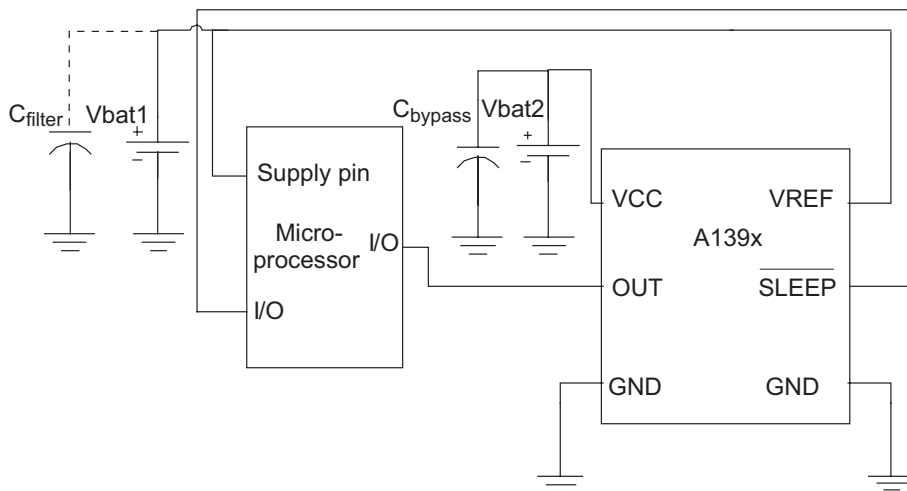 Cfilter Vbat1
+
–
Supply pin
Micro-
processor
I/O
I/O
Cbypass Vbat2
+
–
VCC VREF
A139x
OUT SLEEP
GND GND